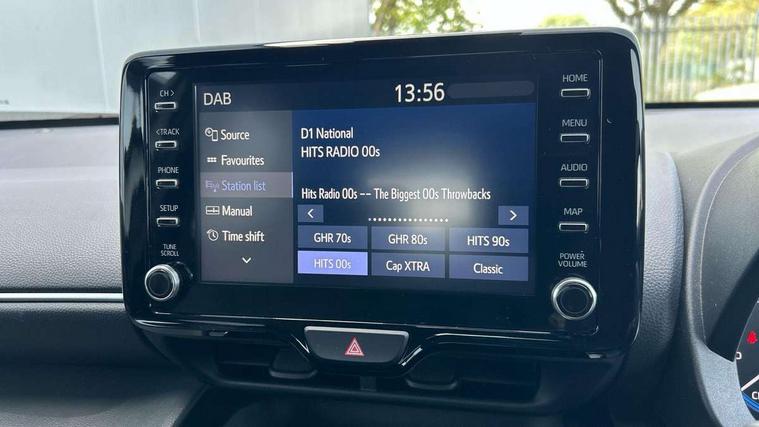 DAB
13:56
Source
Favourites
Station list
Manual
Time shift
D1 National
HITS RADIO 00s
Hits Radio 00s -- The Biggest 00s Throwbacks
< >
GHR 70s GHR 80s HITS 90s
HITS 00s Cap XTRA Classic
CH >
< TRACK
PHONE
SETUP
TUNE
SCROLL
HOME
MENU
AUDIO
MAP
POWER
VOLUME